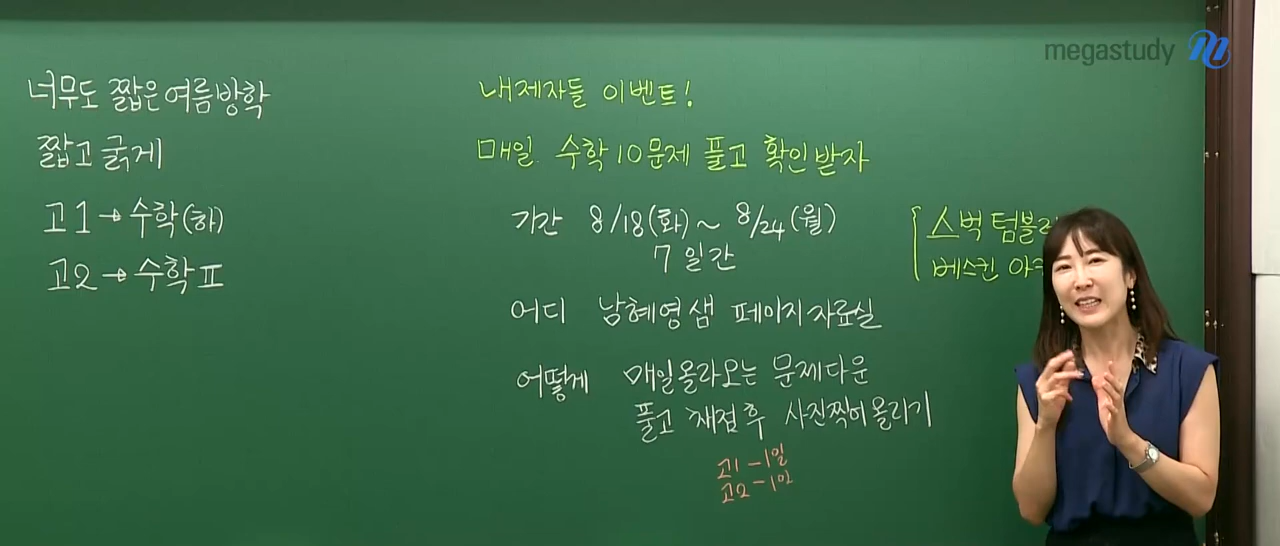 megastudy
너무도 짧은 여름방학
짧고 굵게
고1 → 수학(하)
고2 → 수학Ⅱ
내제자들 이벤트!
매일 수학10문제 풀고 확인받자
기간 8/18(화) ~ 8/24(월)
7일간
스벅 텀블러
베스킨
어디 남혜영샘 페이지자료실
어떻게 매일올라오는 문제다운
풀고 채점후 사진찍어올리기
고1 - 1일
고2 - 1일